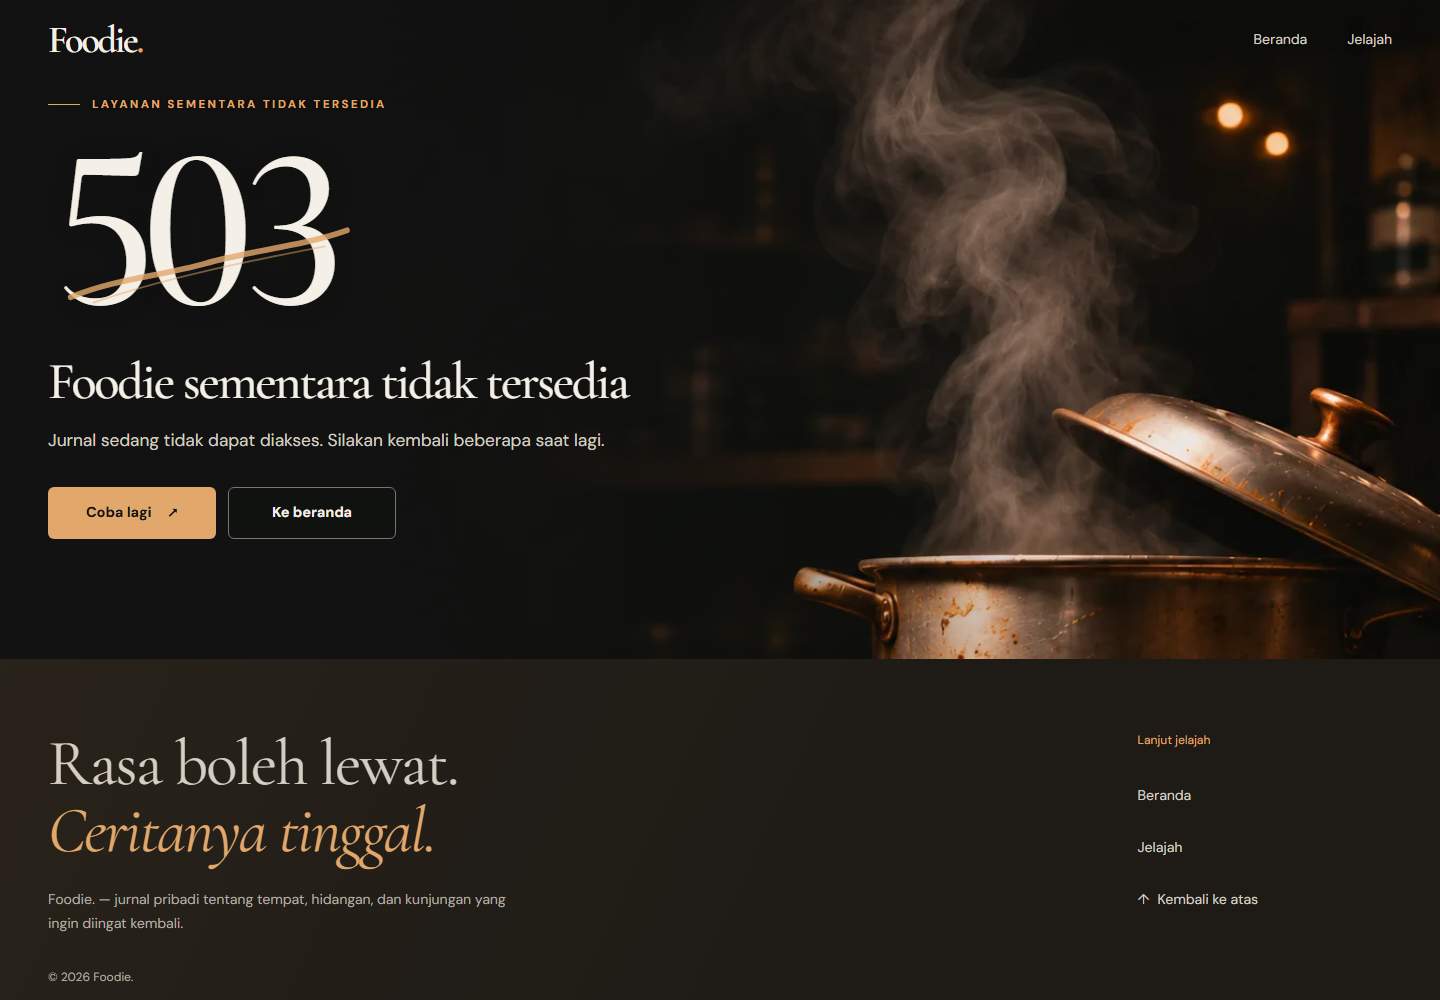 Foodie.
Beranda
Jelajah
LAYANAN SEMENTARA TIDAK TERSEDIA
503
Foodie sementara tidak tersedia
Jurnal sedang tidak dapat diakses. Silakan kembali beberapa saat lagi.
Coba lagi ↗
Ke beranda
Rasa boleh lewat.
Ceritanya tinggal.
Foodie. — jurnal pribadi tentang tempat, hidangan, dan kunjungan yang
ingin diingat kembali.
© 2026 Foodie.
Lanjut jelajah
Beranda
Jelajah
↑ Kembali ke atas